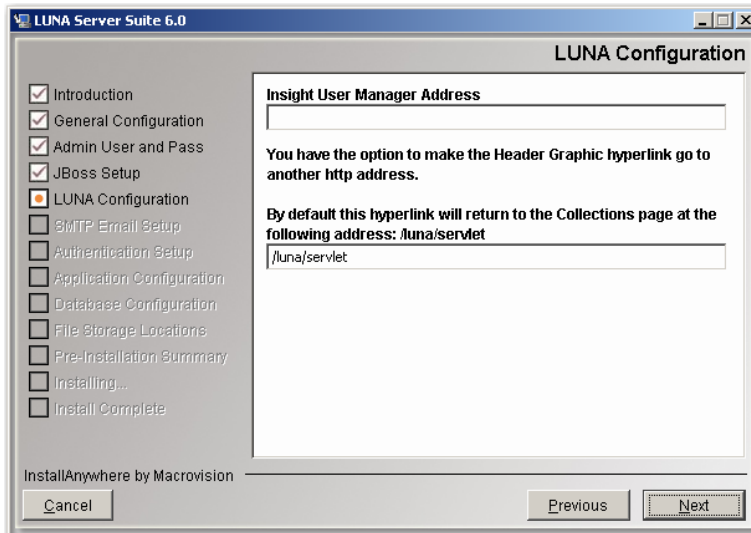 LUNA Server Suite 6.0
LUNA Configuration
Introduction
General Configuration
Admin User and Pass
JBoss Setup
LUNA Configuration
SMTP Email Setup
Authentication Setup
Application Configuration
Database Configuration
File Storage Locations
Pre-Installation Summary
Installing...
Install Complete
Insight User Manager Address
You have the option to make the Header Graphic hyperlink go to
another http address.
By default this hyperlink will return to the Collections page at the
following address: /luna/servlet
/luna/servlet
InstallAnywhere by Macrovision
Cancel
Previous
Next